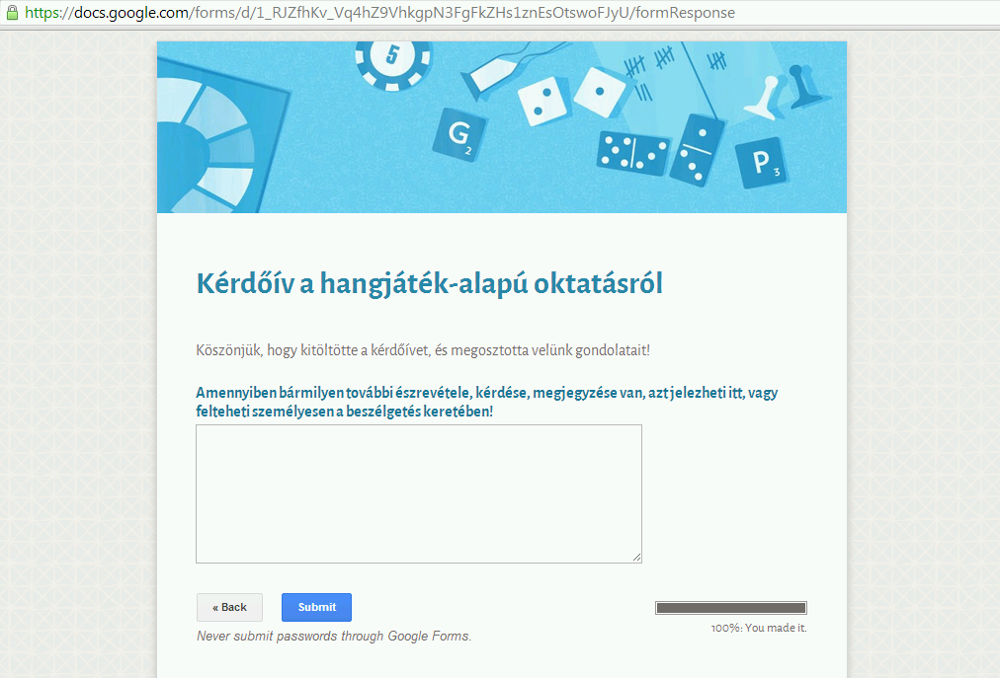 https://docs.google.com/forms/d/1_RJZfhKv_Vq4hZ9VhkgpN3FgFkZHs1znEsOtswoFJyU/formResponse
5
G
2
P
3
Kérdőív a hangjáték-alapú oktatásról
Köszönjük, hogy kitöltötte a kérdőívet, és megosztotta velünk gondolatait!
Amennyiben bármilyen további észrevétele, kérdése, megjegyzése van, azt jelezheti itt, vagy
felteheti személyesen a beszélgetés keretében!
« Back
Submit
100%: You made it.
Never submit passwords through Google Forms.